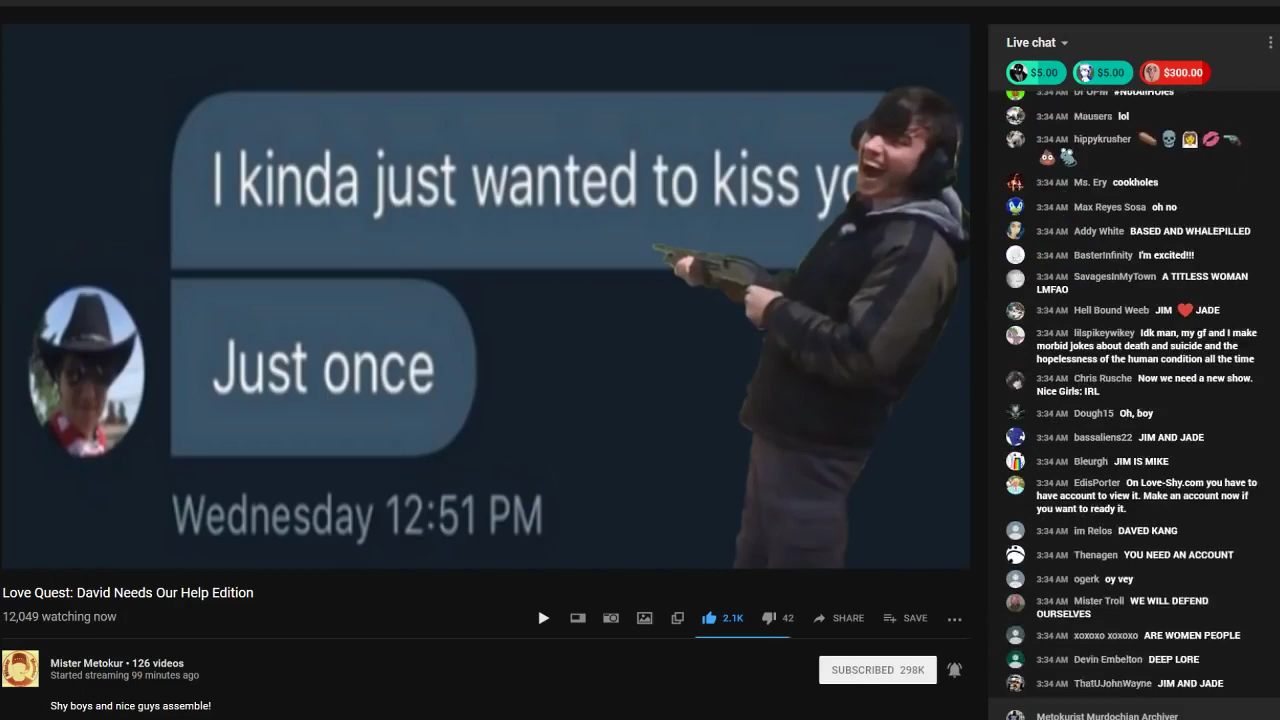 I kinda just wanted to kiss yo
Just once
Wednesday 12:51 PM
Love Quest: David Needs Our Help Edition
12,049 watching now
2.1K
42
SHARE
SAVE
Mister Metokur • 126 videos
Started streaming 99 minutes ago
SUBSCRIBED 298K
Shy boys and nice guys assemble!
Live chat
$5.00
$5.00
$300.00
3:34 AM Dr OPM #NotAllHoles
3:34 AM Mausers lol
3:34 AM hippykrusher
3:34 AM Ms. Ery cookholes
3:34 AM Max Reyes Sosa oh no
3:34 AM Addy White BASED AND WHALEPILLED
3:34 AM BasterInfinity I'm excited!!!
3:34 AM SavagesInMyTown A TITLESS WOMAN
LMFAO
3:34 AM Hell Bound Weeb JIM ❤️ JADE
3:34 AM lilspikeywikey Idk man, my gf and I make
morbid jokes about death and suicide and the
hopelessness of the human condition all the time
3:34 AM Chris Rusche Now we need a new show.
Nice Girls: IRL
3:34 AM Dough15 Oh, boy
3:34 AM bassaliens22 JIM AND JADE
3:34 AM Bleurgh JIM IS MIKE
3:34 AM EdisPorter On Love-Shy.com you have to
have account to view it. Make an account now if
you want to ready it.
3:34 AM im Relos DAVED KANG
3:34 AM Thenagen YOU NEED AN ACCOUNT
3:34 AM ogerk oy vey
3:34 AM Mister Troll WE WILL DEFEND
OURSELVES
3:34 AM xoxoxo xoxoxo ARE WOMEN PEOPLE
3:34 AM Devin Embelton DEEP LORE
3:34 AM ThatUJohnWayne JIM AND JADE
Metokurist Murdochian Archiver